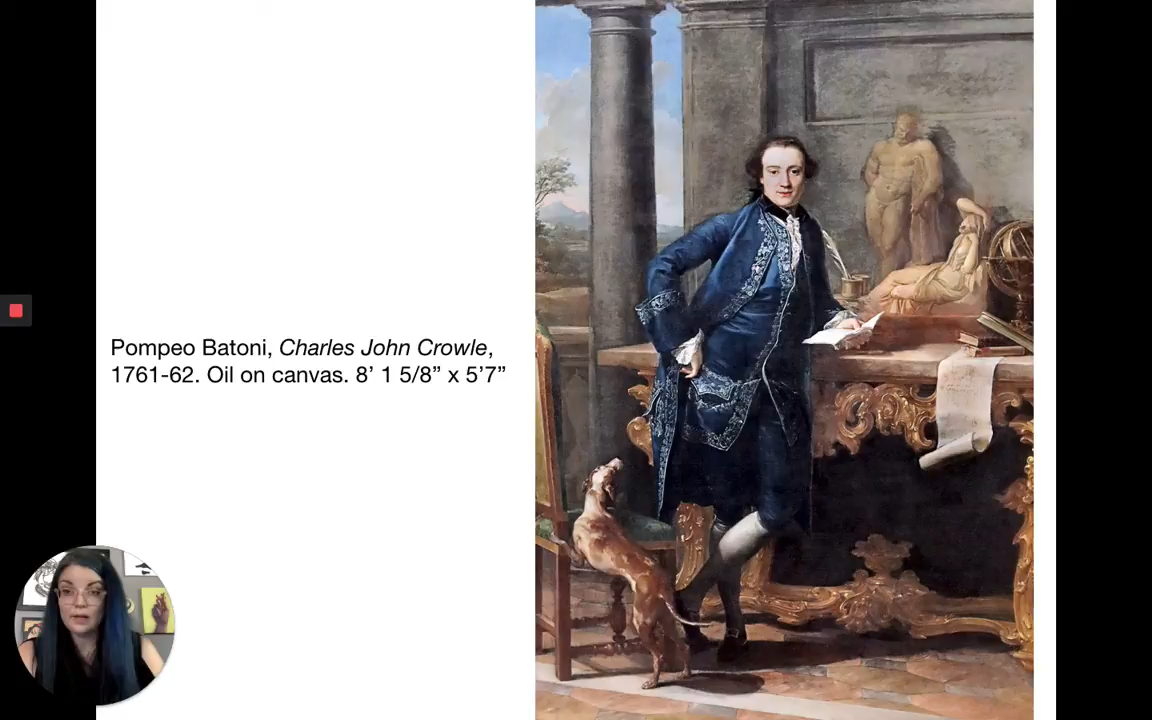 Pompeo Batoni, Charles John Crowle,
1761-62. Oil on canvas. 8’ 1 5/8” x 5’7”